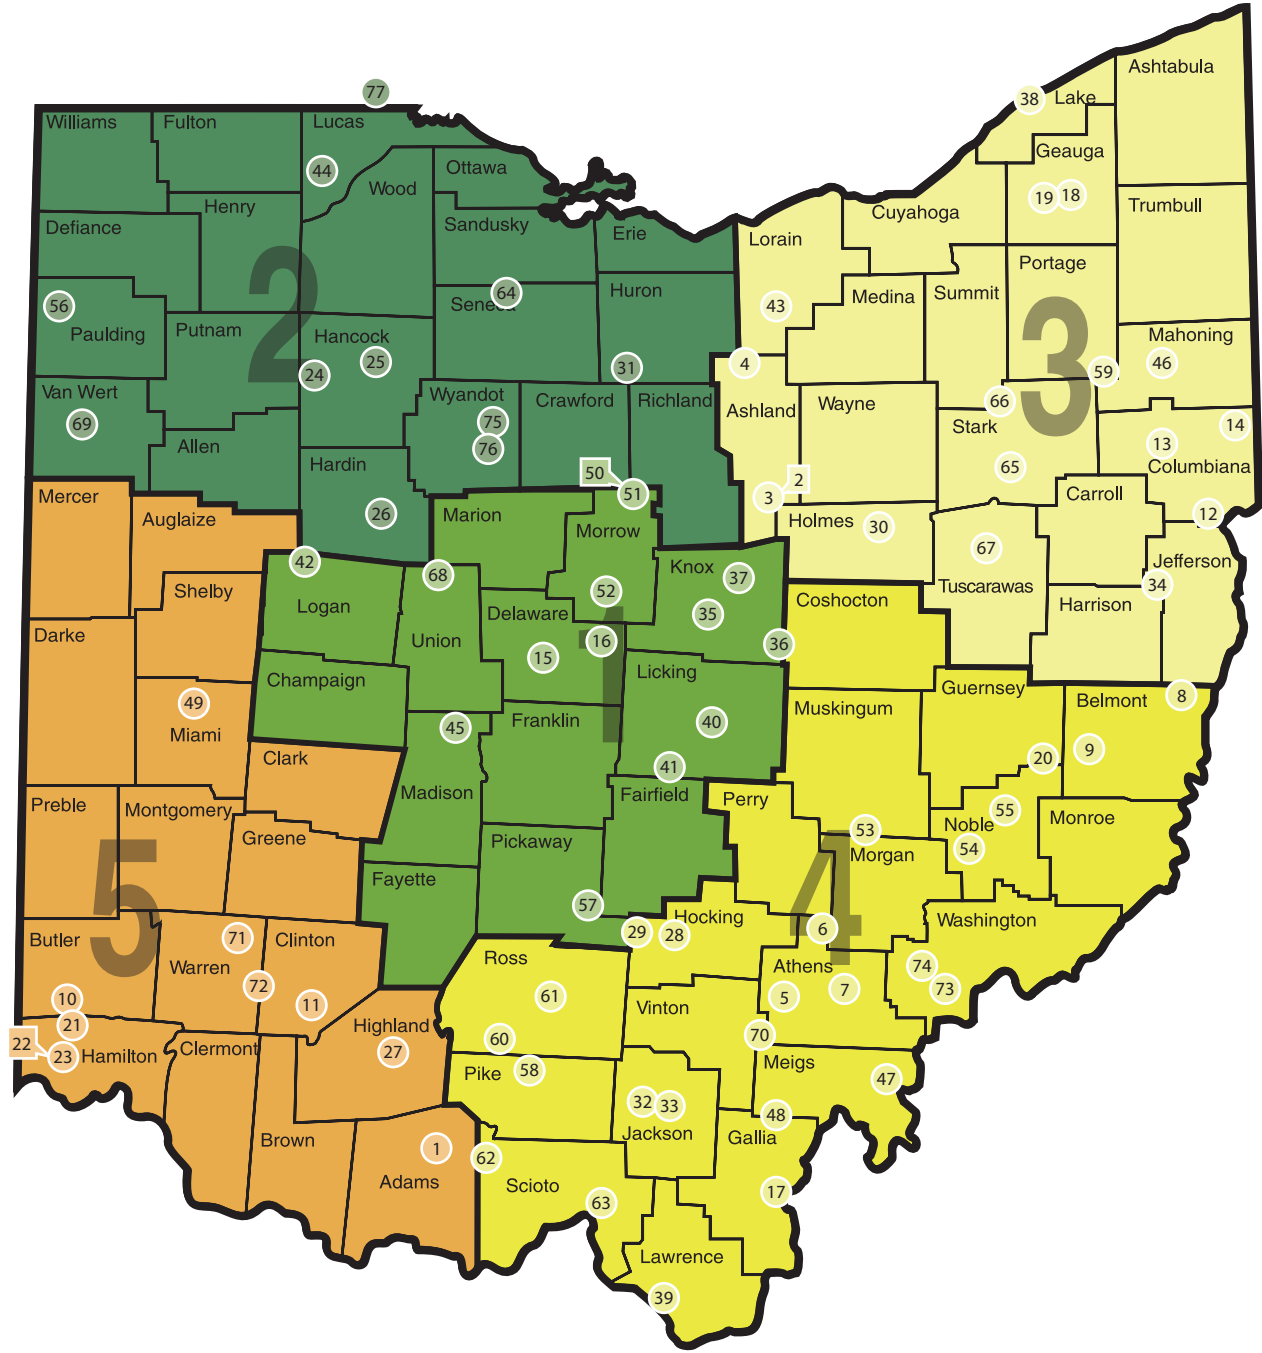 Ashtabula
77
38
Lake
Williams
Fulton
Lucas
Geauga
44
Ottawa
Wood
19
18
Henry
Trumbull
Cuyahoga
Defiance
Sandusky
Erie
Lorain
Portage
2
Seneca
64
Huron
Medina
Summit
56
43
3
Paulding
Putnam
Hancock
Mahoning
25
24
31
4
59
46
Van Wert
Wyandot
Crawford
Richland
Ashland
Wayne
66
69
75
Stark
14
Allen
76
13
Hardin
50
65
Columbiana
2
51
3
Carroll
Mercer
26
Marion
Auglaize
Holmes
30
12
Morrow
67
42
68
Knox
37
Jefferson
Shelby
52
Tuscarawas
34
Logan
Delaware
35
Coshocton
Harrison
Darke
Union
16
1
36
15
Champaign
Licking
Guernsey
8
49
Muskingum
Belmont
Miami
45
Franklin
40
9
Clark
41
20
Preble
Montgomery
Madison
Fairfield
Perry
55
Noble
Monroe
Greene
53
Pickaway
54
Morgan
Fayette
4
5
57
Hocking
Washington
Butler
71
Clinton
29
28
6
Warren
Ross
Athens
74
72
10
11
61
5
7
73
Vinton
21
Highland
22
60
70
23
Hamilton
Clermont
27
Pike
58
Meigs
47
32
33
48
Brown
1
Jackson
Gallia
62
Adams
Scioto
17
63
Lawrence
39